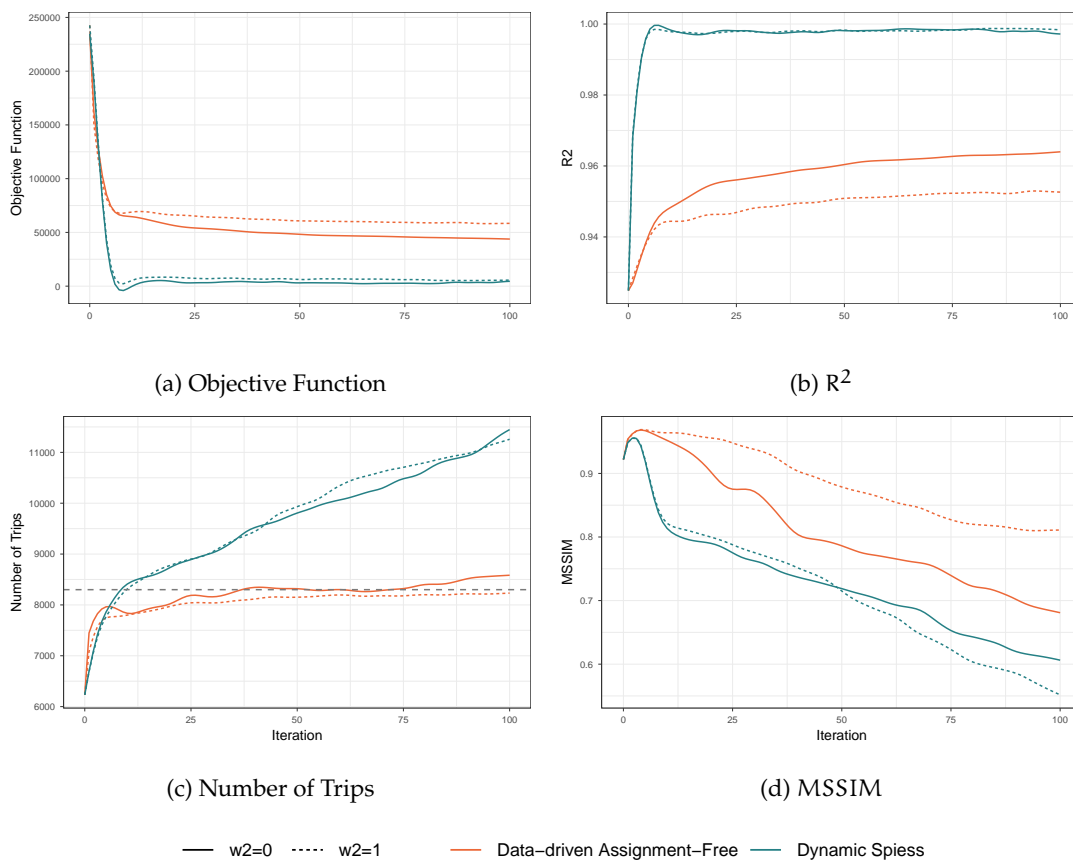 250000
200000
150000
100000
50000
0
Objective Function
0 25 50 75 100
(a) Objective Function
1.00
0.98
0.96
0.94
R2
0 25 50 75 100
(b) R²
11000
10000
9000
8000
7000
6000
Number of Trips
0 25 50 75 100
Iteration
(c) Number of Trips
0.9
0.8
0.7
0.6
MSSIM
0 25 50 75 100
Iteration
(d) MSSIM
w2=0 w2=1 Data−driven Assignment−Free Dynamic Spiess